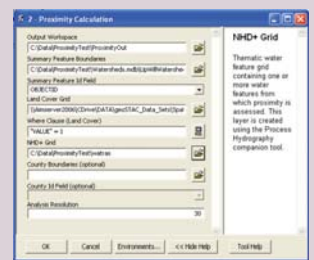 2 - Proximity Calculation
Output Workspace
C:\Data\ProximityTest\ProximityOut
Summary Feature Boundaries
Summary Feature Id Field
OBJECTID
Land Cover Grid
Where Clause (Land Cover)
"VALUE" = 1
NHD+ Grid
County Boundaries (optional)
County Id Field (optional)
Analysis Resolution
30
OK
Cancel
Environments...
<< Hide Help
Tool Help
NHD+ Grid
Thematic water
feature grid
containing one or
more water
features from
which proximity is
assessed. This
layer is created
using the Process
Hydrography
companion tool.